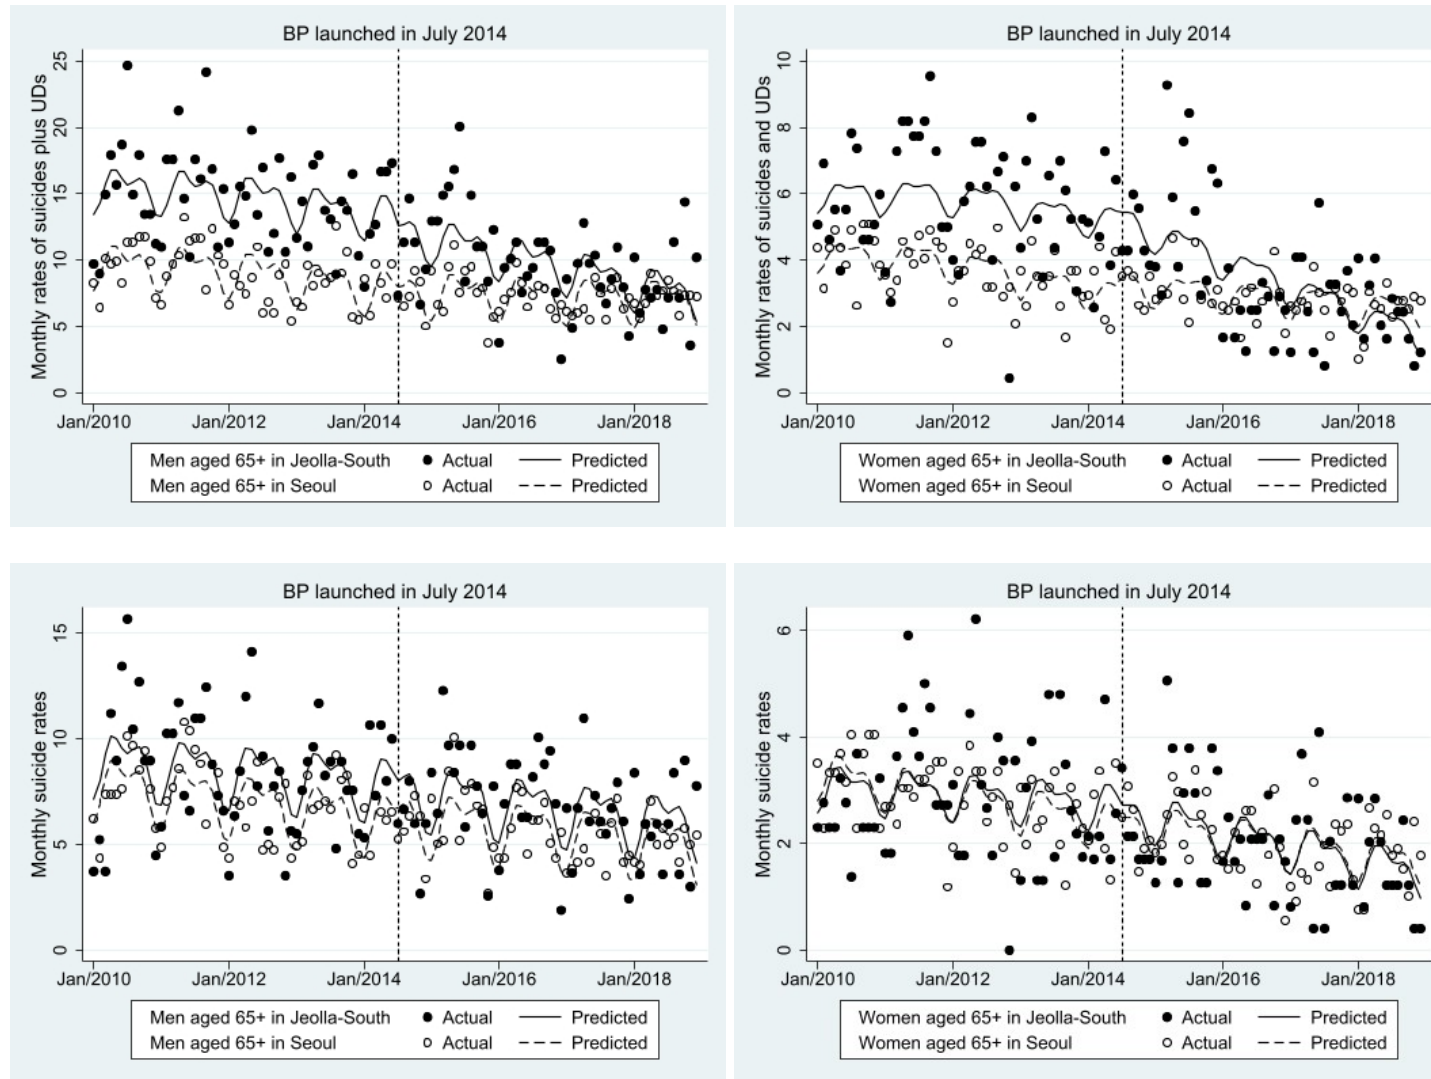 BP launched in July 2014
Monthly rates of suicides plus UDs
25
20
15
10
5
0
Jan/2010 Jan/2012 Jan/2014 Jan/2016 Jan/2018
Men aged 65+ in Jeolla-South Actual Predicted
Men aged 65+ in Seoul Actual Predicted
BP launched in July 2014
Monthly rates of suicides and UDs
10
8
6
4
2
0
Jan/2010 Jan/2012 Jan/2014 Jan/2016 Jan/2018
Women aged 65+ in Jeolla-South Actual Predicted
Women aged 65+ in Seoul Actual Predicted
BP launched in July 2014
Monthly suicide rates
15
10
5
0
Jan/2010 Jan/2012 Jan/2014 Jan/2016 Jan/2018
Men aged 65+ in Jeolla-South Actual Predicted
Men aged 65+ in Seoul Actual Predicted
BP launched in July 2014
Monthly suicide rates
6
4
2
0
Jan/2010 Jan/2012 Jan/2014 Jan/2016 Jan/2018
Women aged 65+ in Jeolla-South Actual Predicted
Women aged 65+ in Seoul Actual Predicted